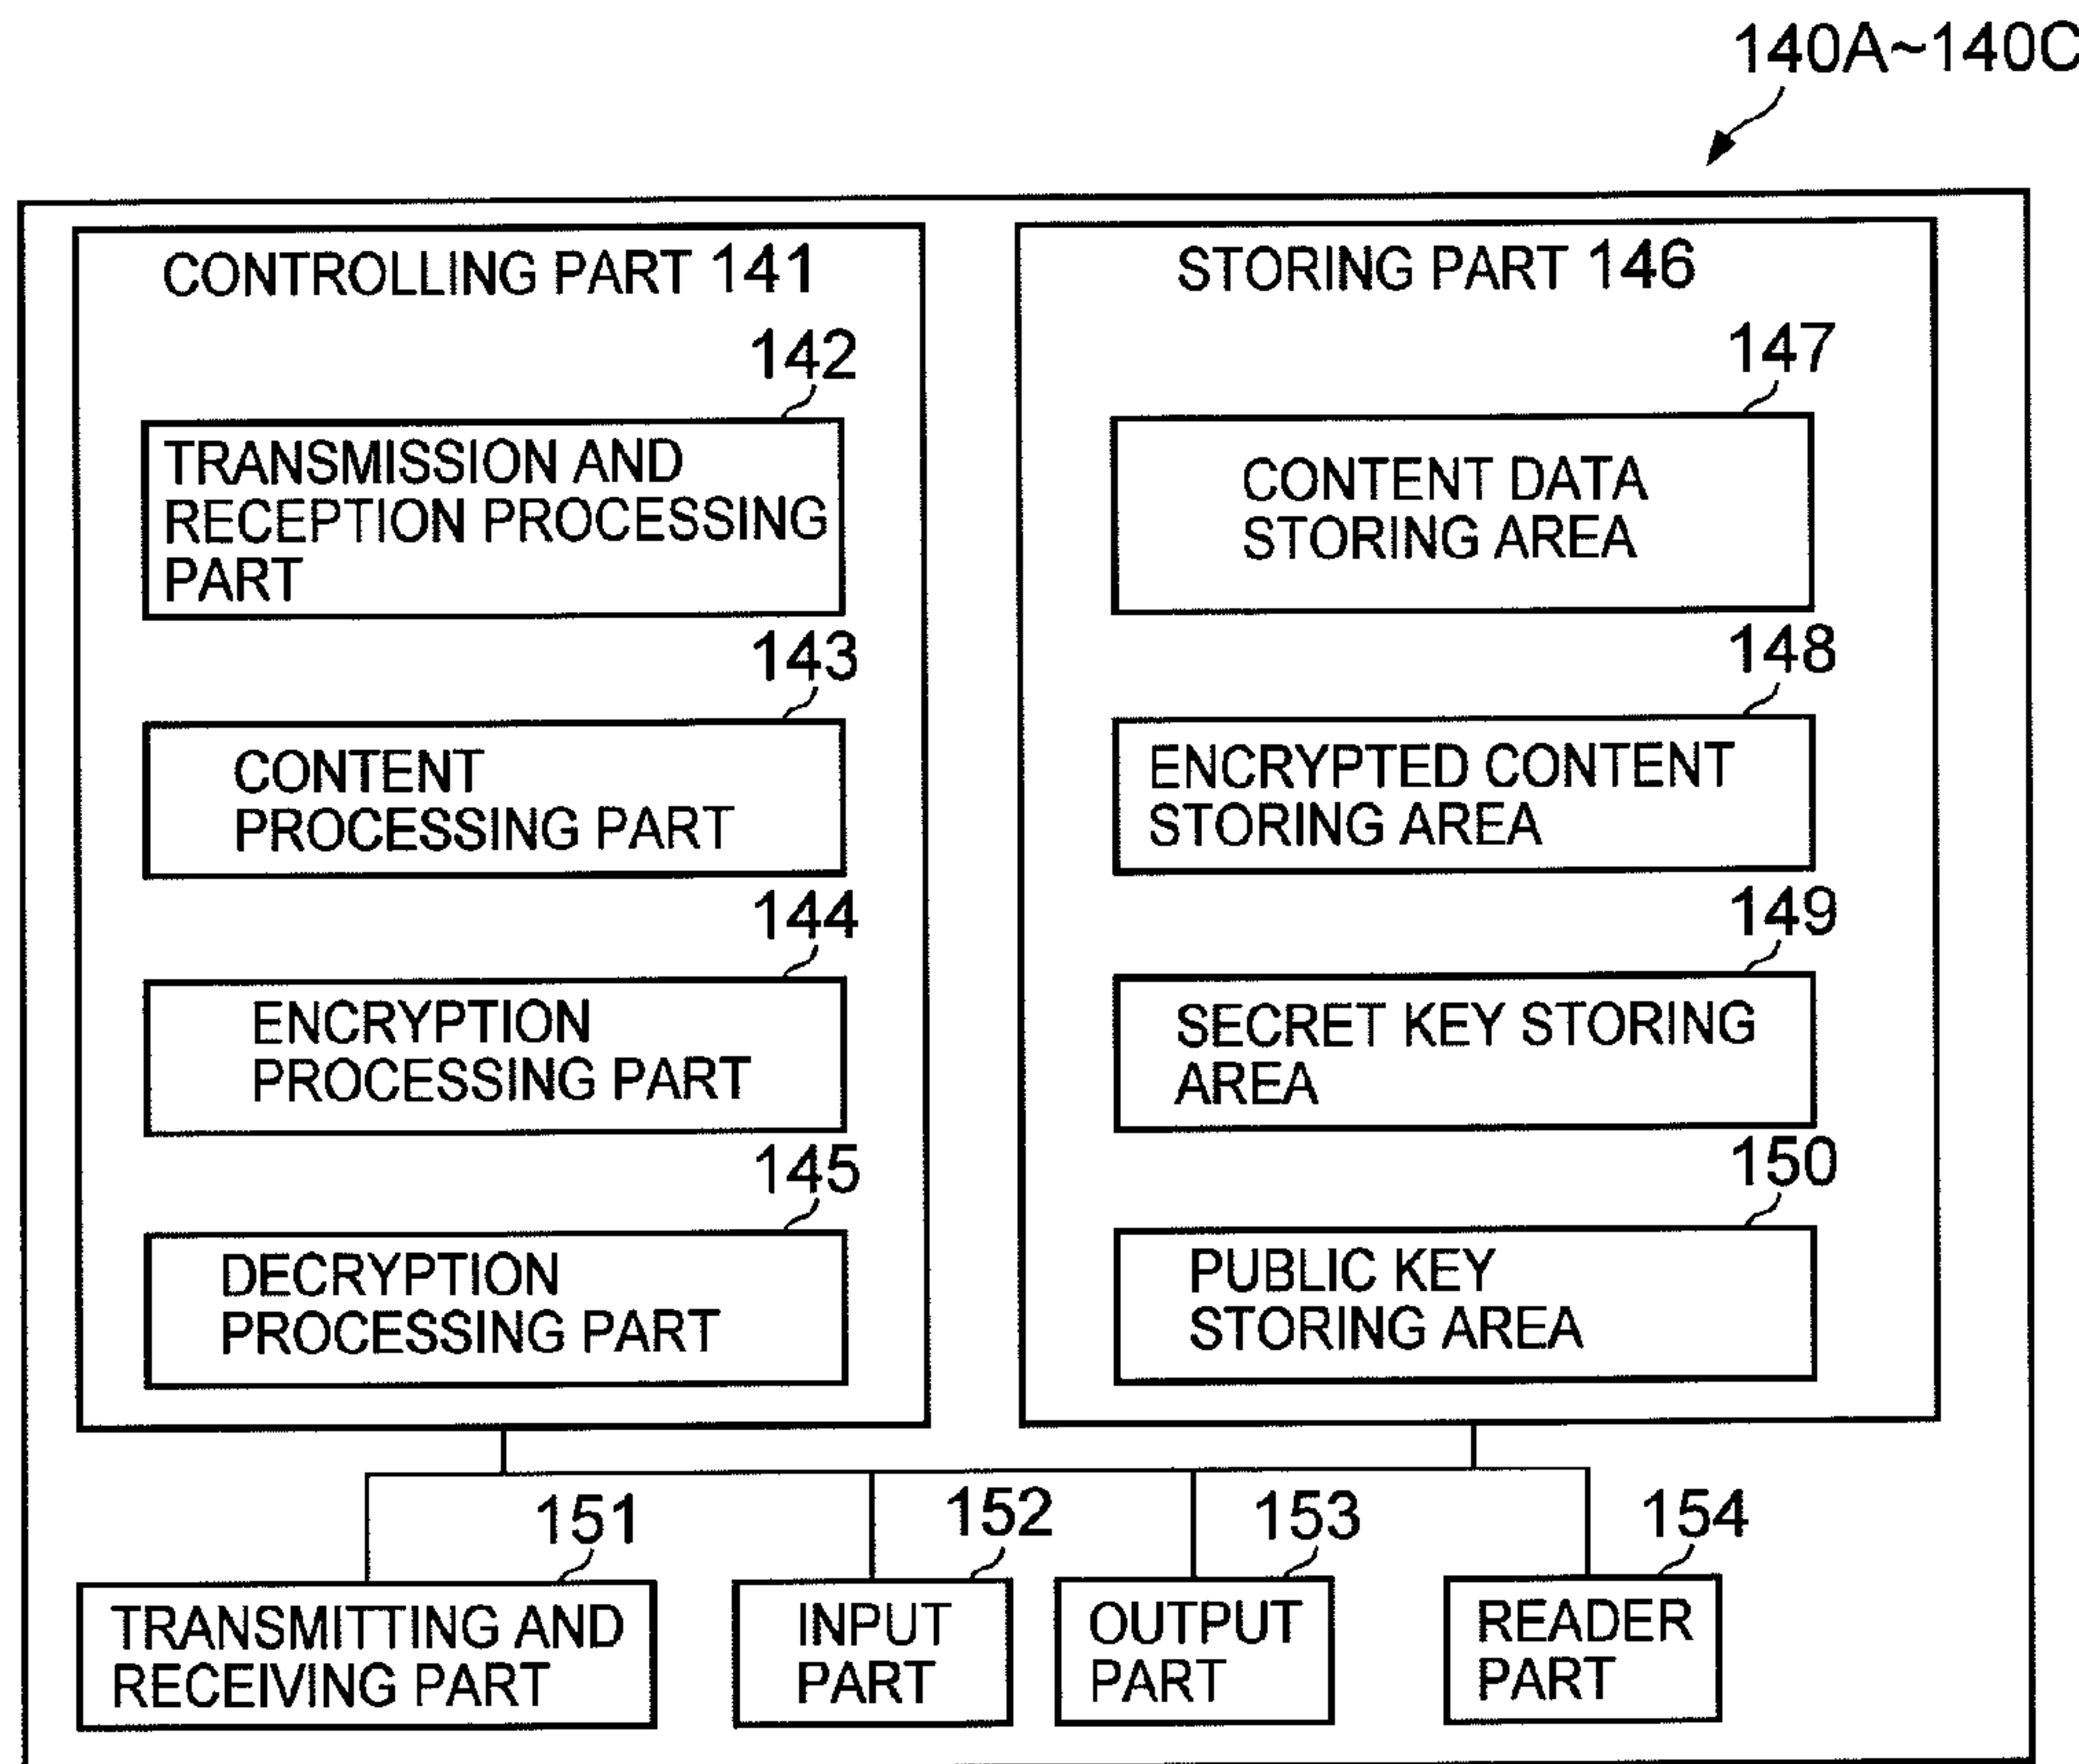 140A~140C
CONTROLLING PART 141
142
TRANSMISSION AND
RECEPTION PROCESSING
PART
143
CONTENT
PROCESSING PART
144
ENCRYPTION
PROCESSING PART
145
DECRYPTION
PROCESSING PART
STORING PART 146
147
CONTENT DATA
STORING AREA
148
ENCRYPTED CONTENT
STORING AREA
149
SECRET KEY STORING
AREA
150
PUBLIC KEY
STORING AREA
151
TRANSMITTING AND
RECEIVING PART
152
INPUT
PART
153
OUTPUT
PART
154
READER
PART